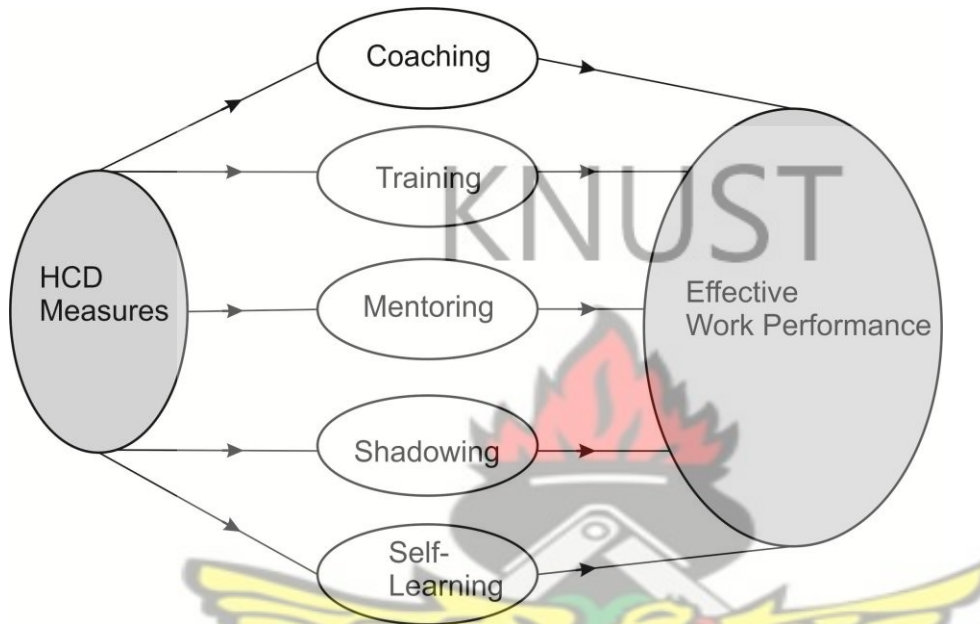 Coaching
Training
KNUST
HCD
Measures
Mentoring
Effective
Work Performance
Shadowing
Self-
Learning